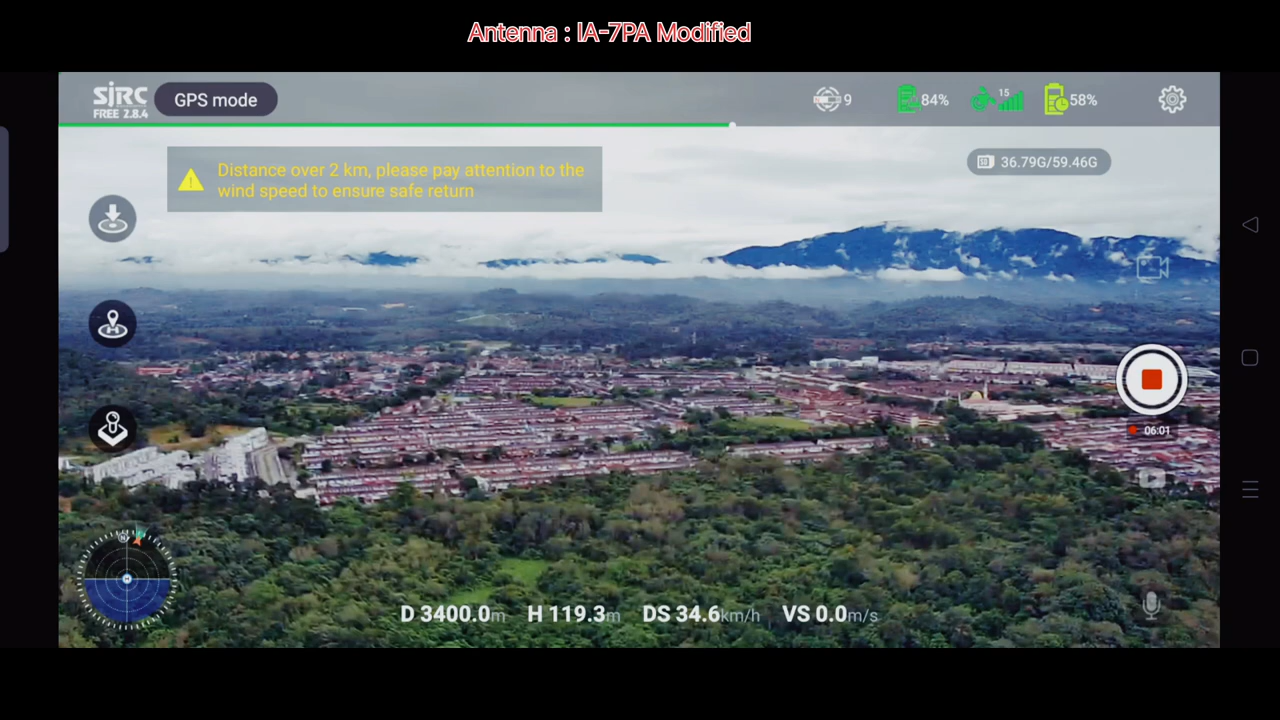 Antenna : IA-7PA Modified
SJRC
FREE 2.8.4
GPS mode
9
84%
15
58%
Distance over 2 km, please pay attention to the
wind speed to ensure safe return
SD 36.79G/59.46G
06:01
N
H
D 3400.0m H 119.3m DS 34.6km/h VS 0.0m/s